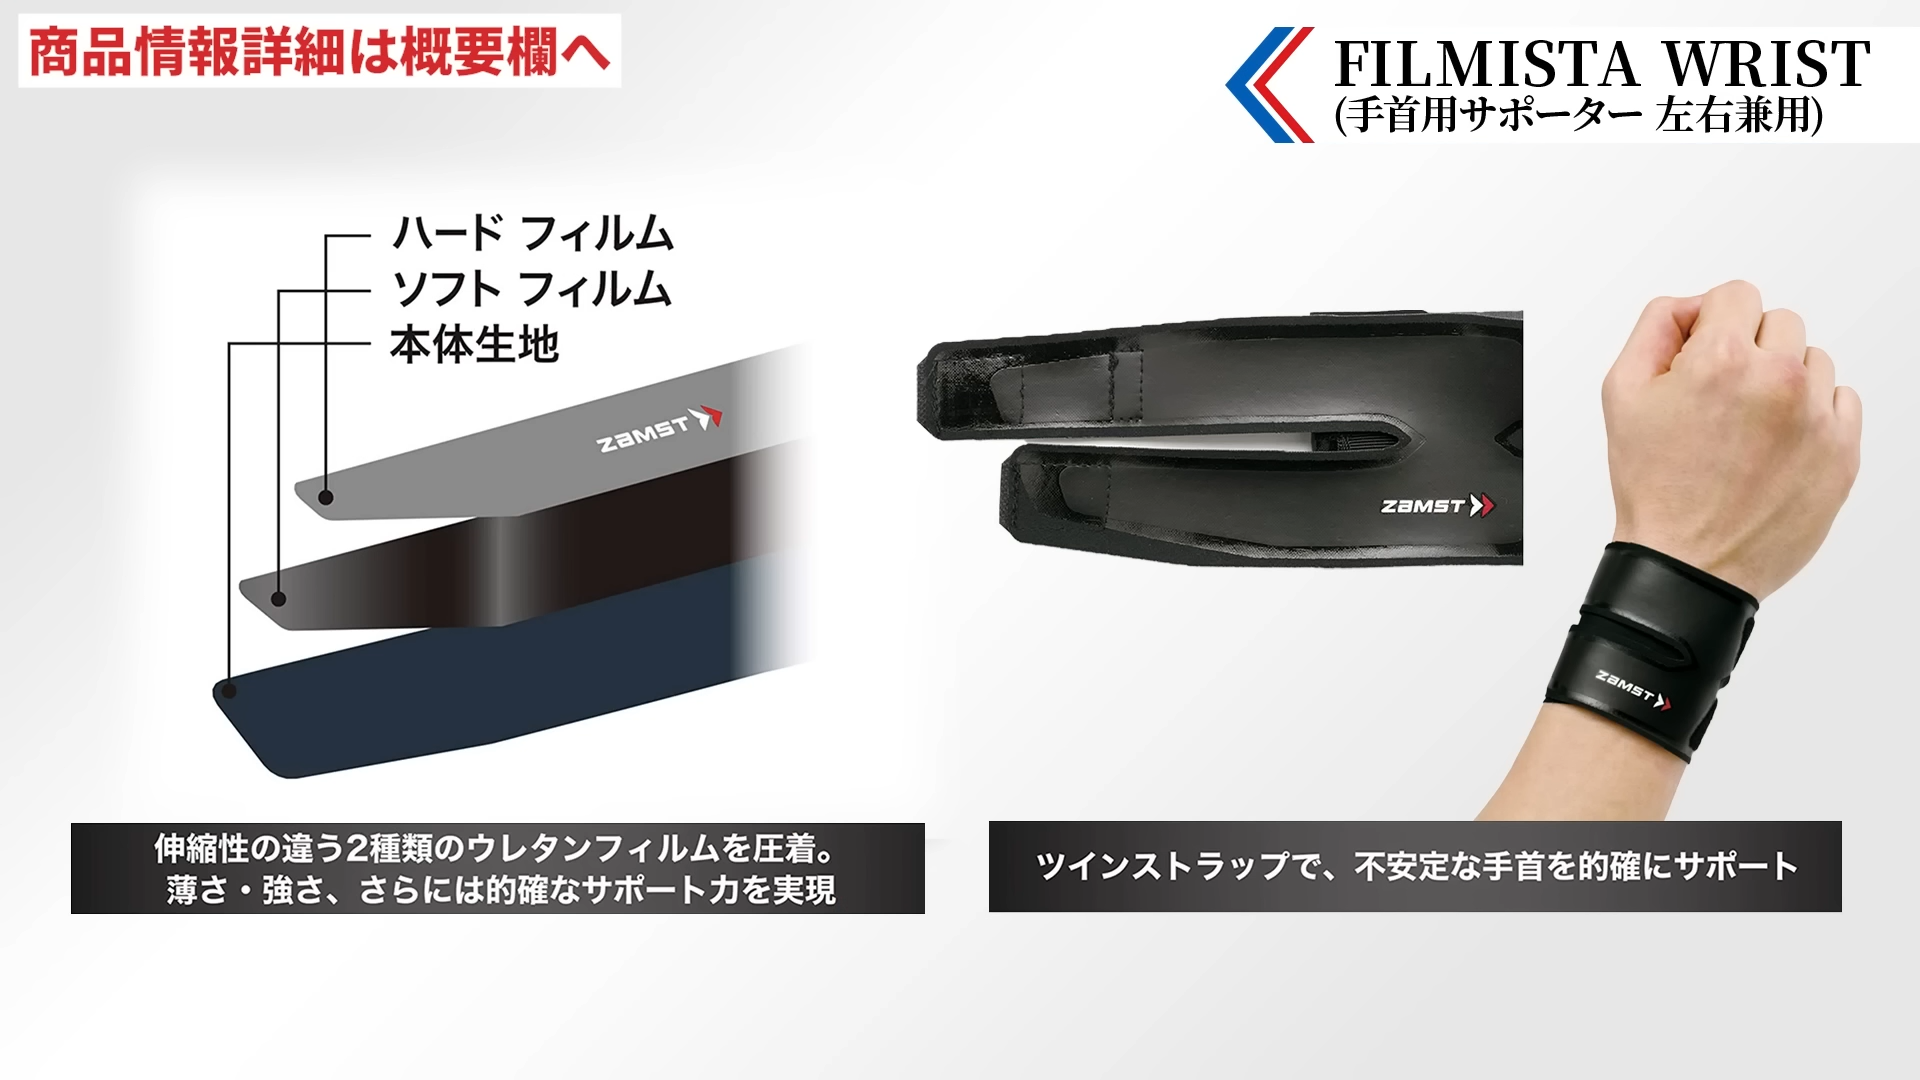 商品情報詳細は概要欄へ
FILMISTA WRIST
(手首用サポーター 左右兼用)
ハード フィルム
ソフト フィルム
本体生地
ZAMST
ZAMST
ZAMST
伸縮性の違う2種類のウレタンフィルムを圧着。
薄さ・強さ、さらには的確なサポート力を実現
ツインストラップで、不安定な手首を的確にサポート